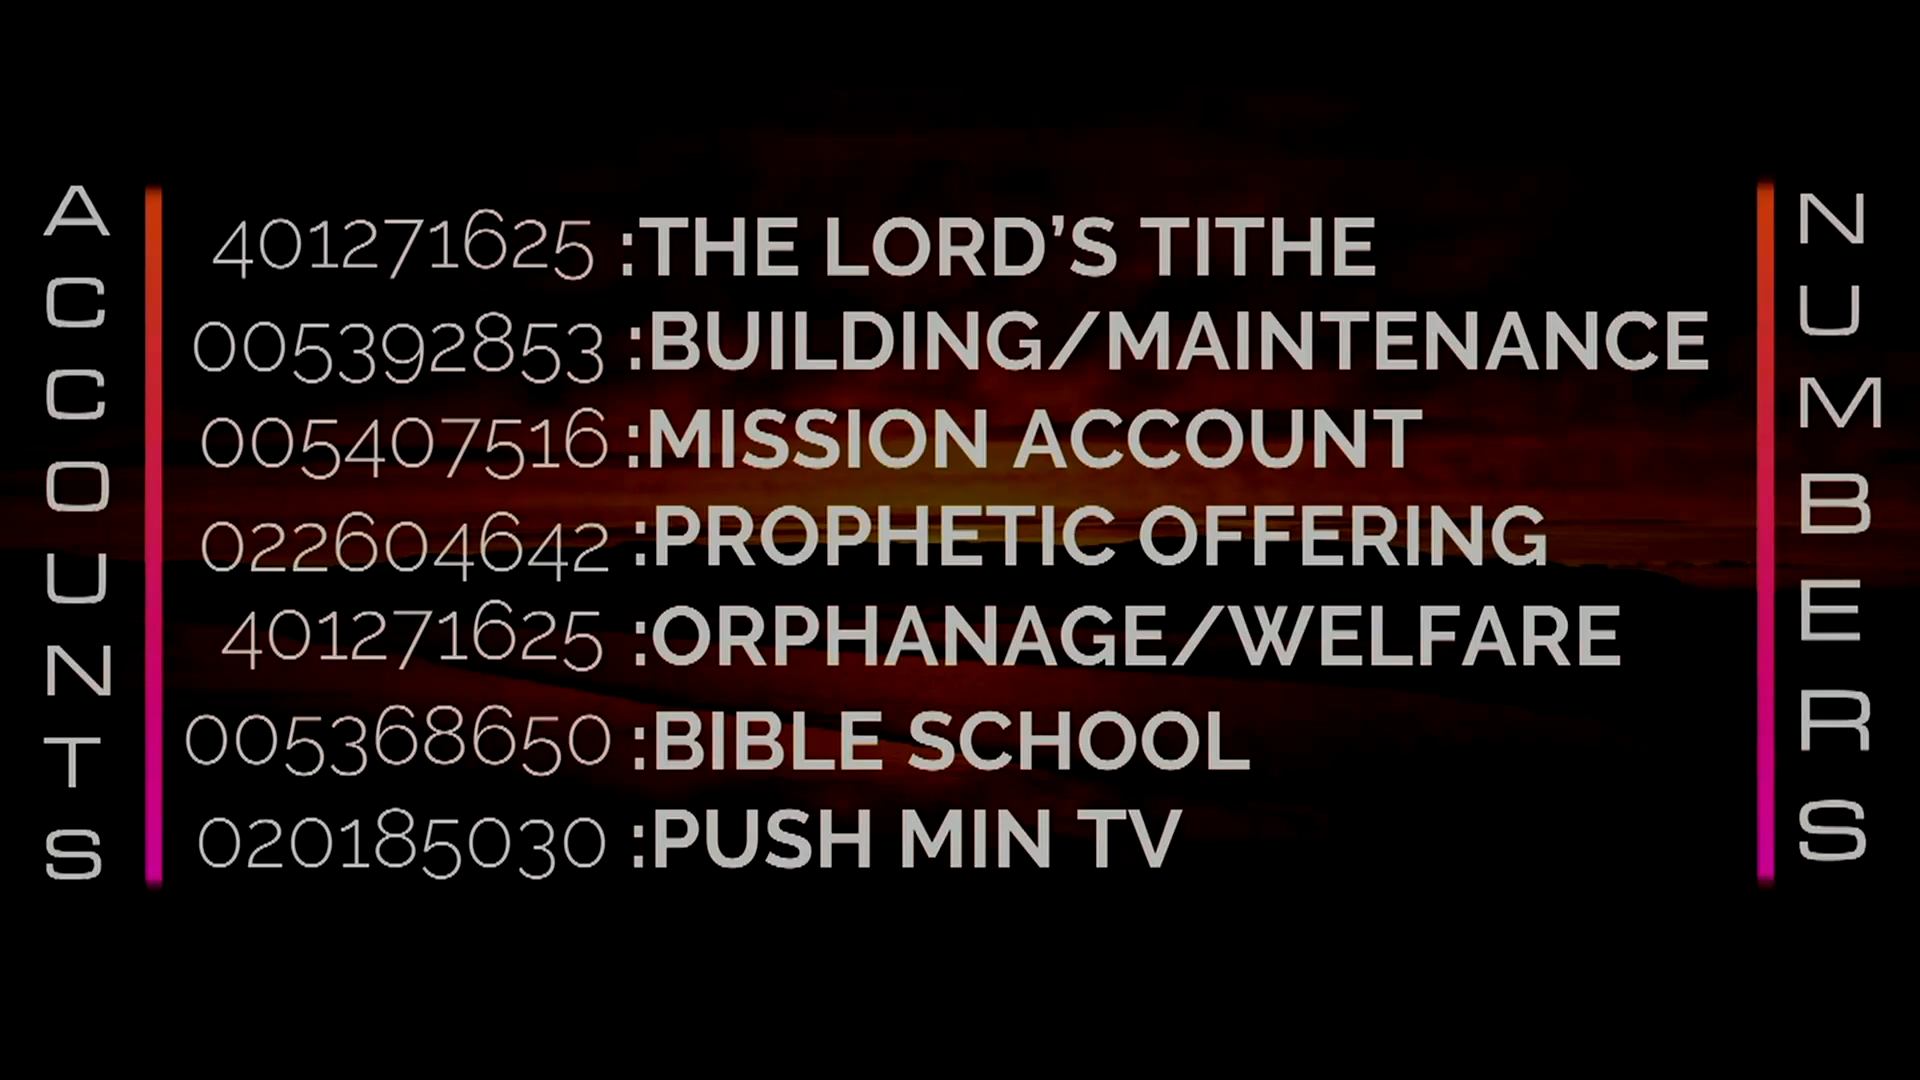 ACCOUNTS
401271625 :THE LORD'S TITHE
005392853 :BUILDING/MAINTENANCE
005407516 :MISSION ACCOUNT
022604642 :PROPHETIC OFFERING
401271625 :ORPHANAGE/WELFARE
005368650 :BIBLE SCHOOL
020185030 :PUSH MIN TV
NUMBERS